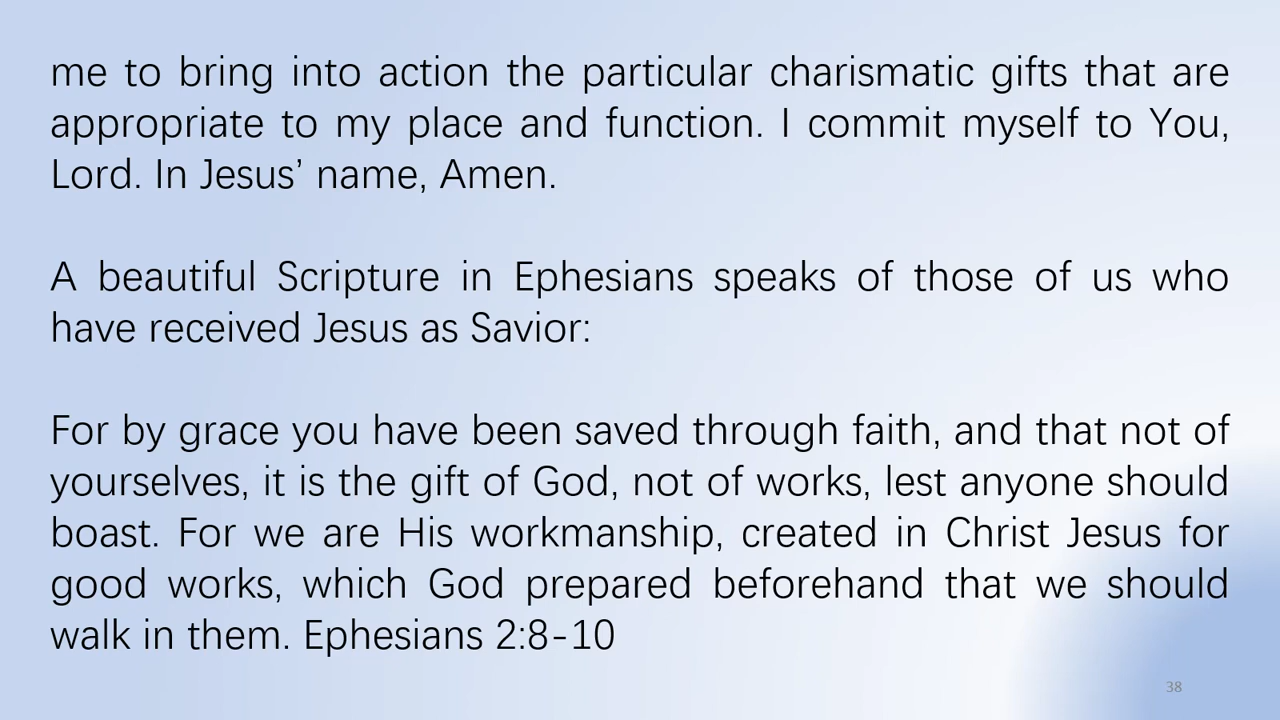 me to bring into action the particular charismatic gifts that are
appropriate to my place and function. I commit myself to You,
Lord. In Jesus’ name, Amen.
A beautiful Scripture in Ephesians speaks of those of us who
have received Jesus as Savior:
For by grace you have been saved through faith, and that not of
yourselves, it is the gift of God, not of works, lest anyone should
boast. For we are His workmanship, created in Christ Jesus for
good works, which God prepared beforehand that we should
walk in them. Ephesians 2:8-10
38